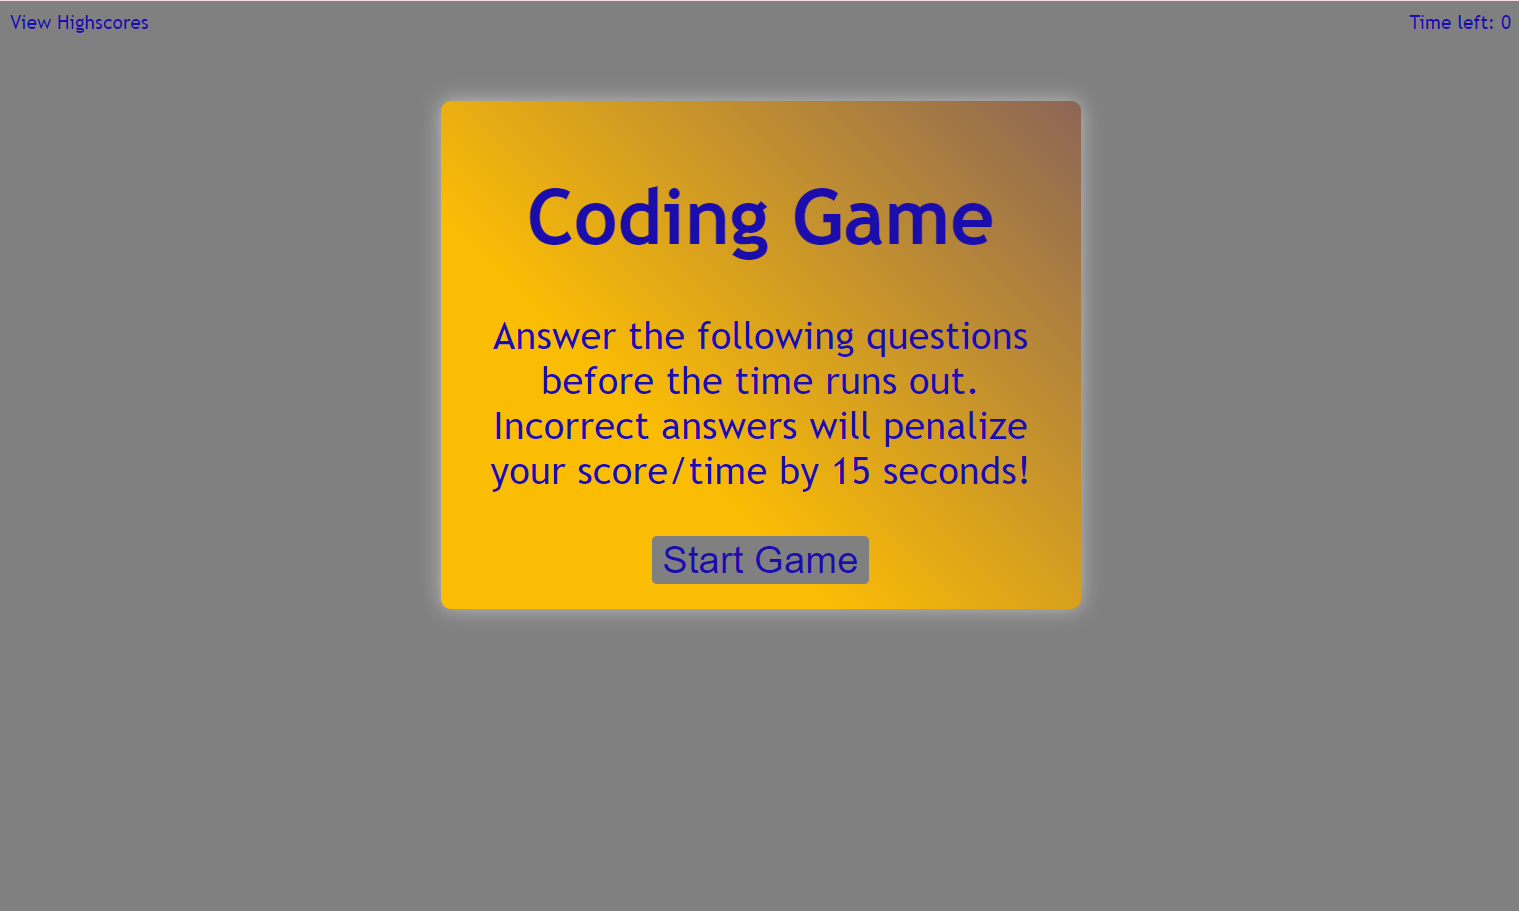 View Highscores
Time left: 0
Coding Game
Answer the following questions
before the time runs out.
Incorrect answers will penalize
your score/time by 15 seconds!
Start Game